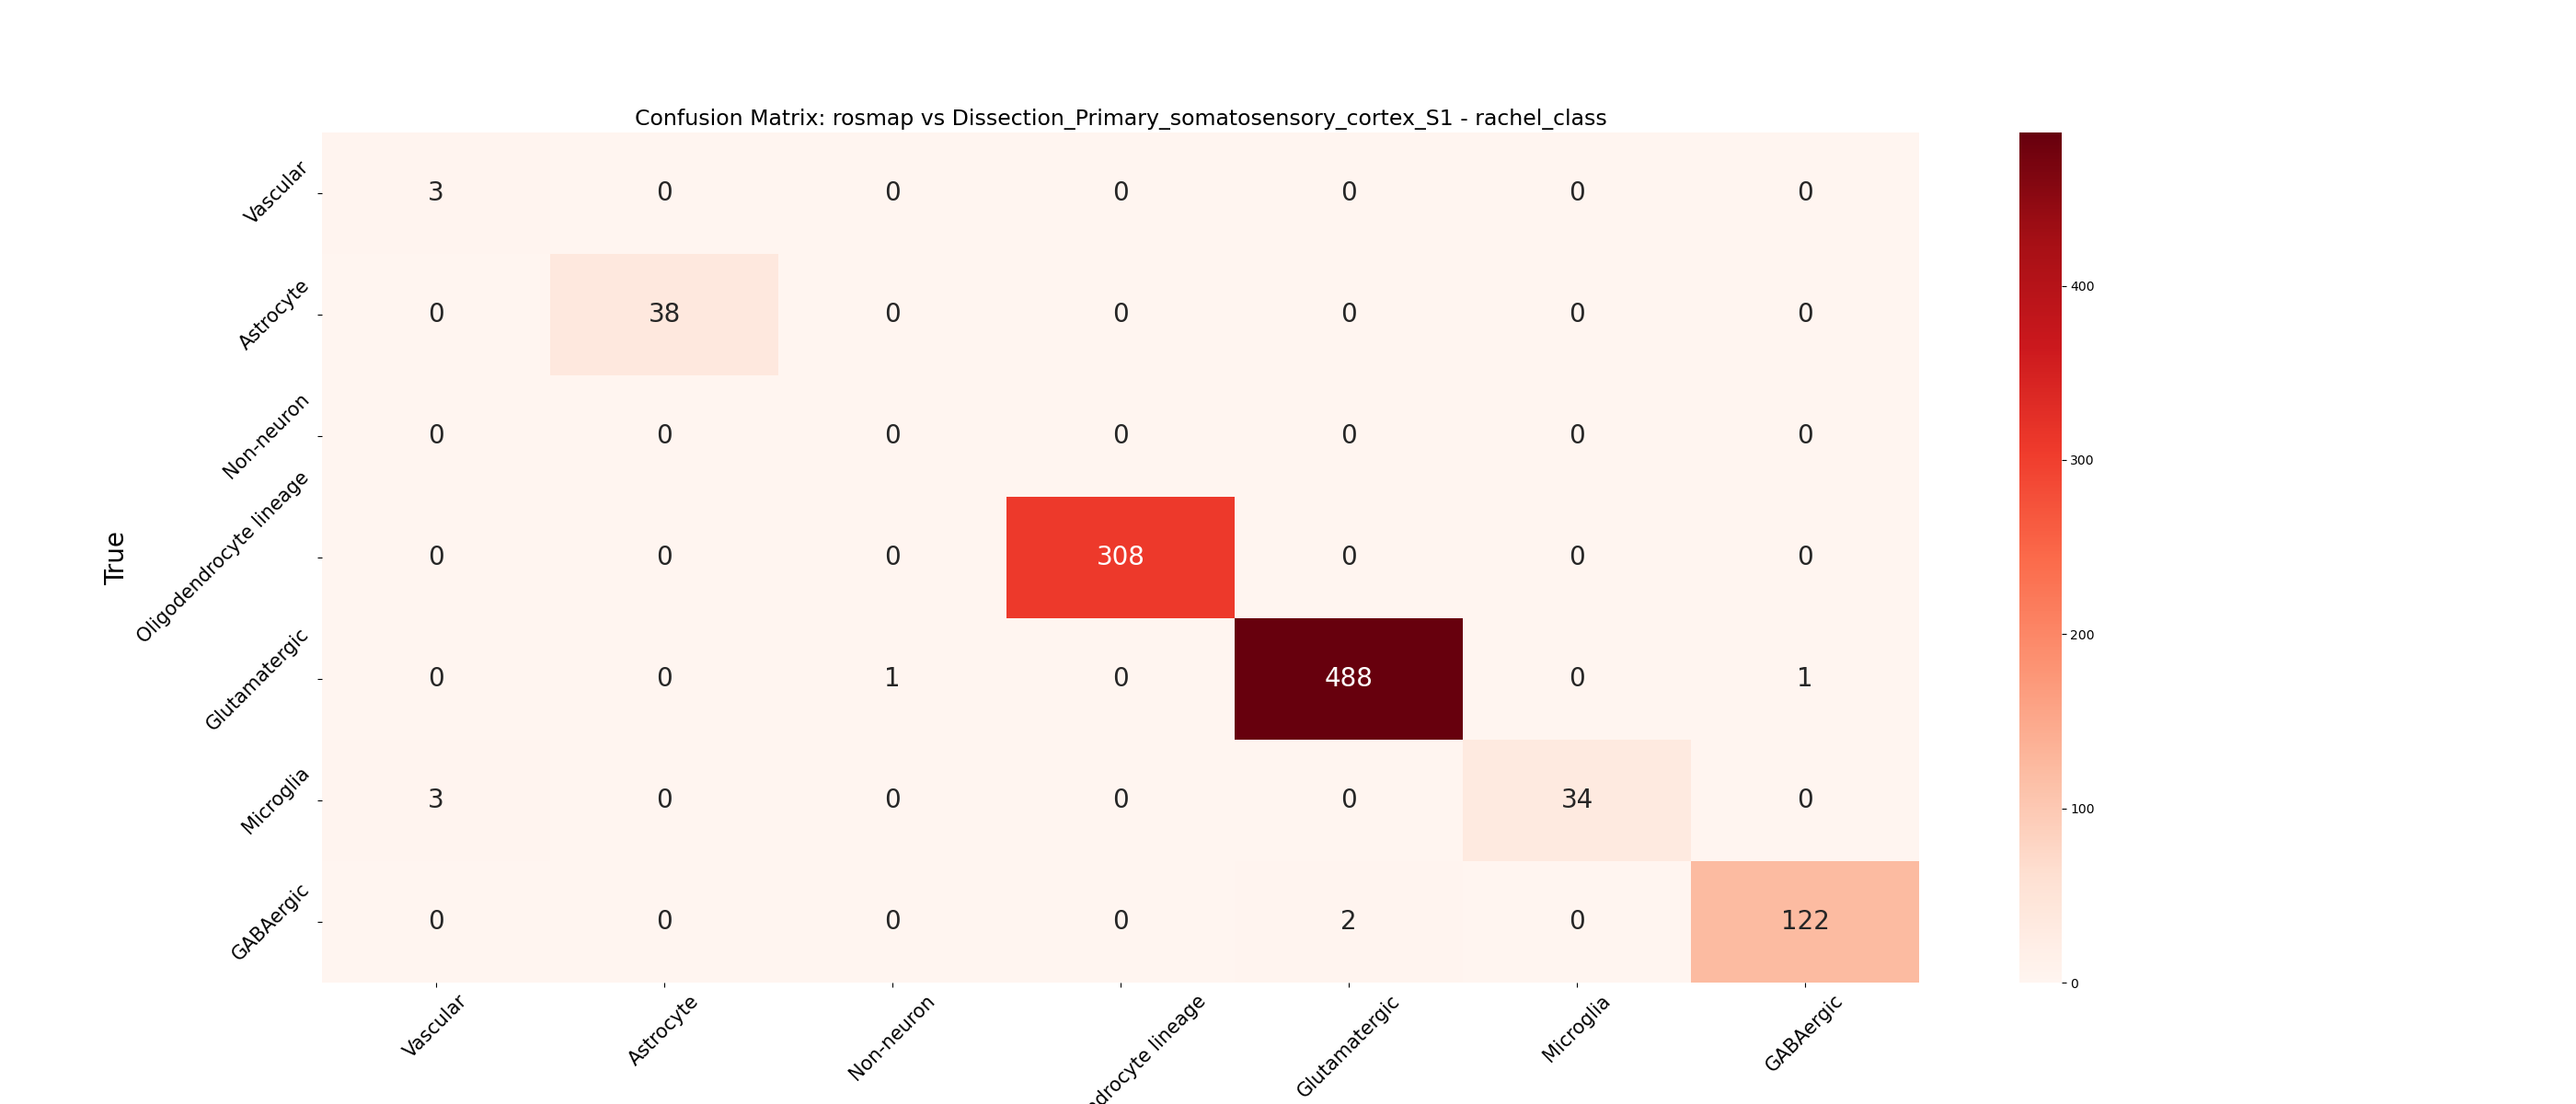 Confusion Matrix: rosmap vs Dissection_Primary_somatosensory_cortex_S1 - rachel_class
True
Vascular 3 0 0 0 0 0 0
Astrocyte 0 38 0 0 0 0 0
Non-neuron 0 0 0 0 0 0 0
Oligodendrocyte lineage 0 0 0 308 0 0 0
Glutamatergic 0 0 1 0 488 0 1
Microglia 3 0 0 0 0 34 0
GABAergic 0 0 0 0 2 0 122
Vascular Astrocyte Non-neuron drocyte lineage Glutamatergic Microglia GABAergic
400
300
200
100
0